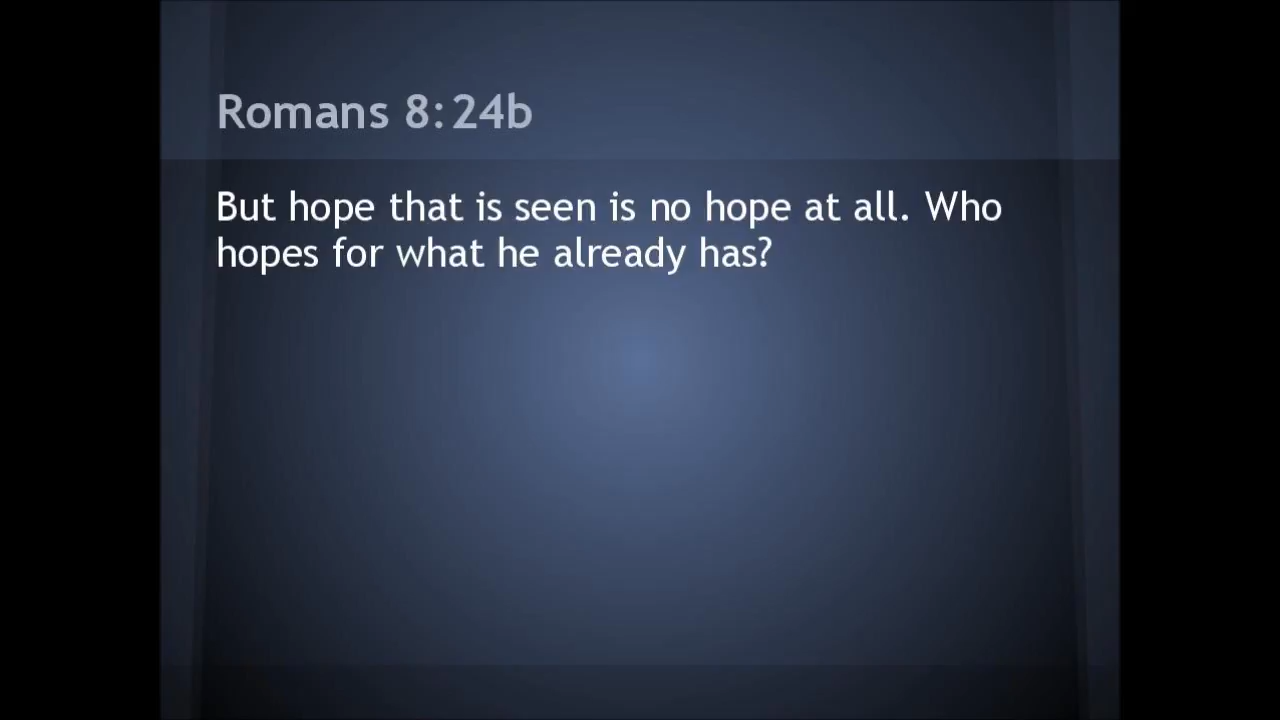 Romans 8:24b
But hope that is seen is no hope at all. Who
hopes for what he already has?